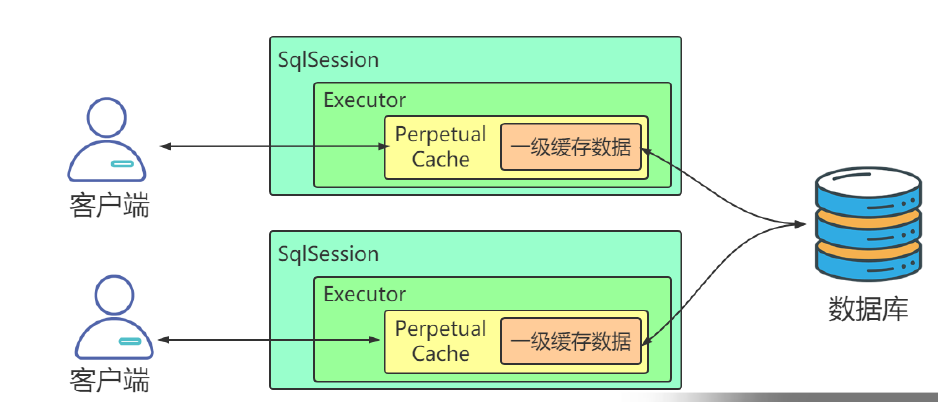 SqlSession
Executor
Perpetual
Cache
一级缓存数据
客户端
SqlSession
Executor
Perpetual
Cache
一级缓存数据
客户端
数据库